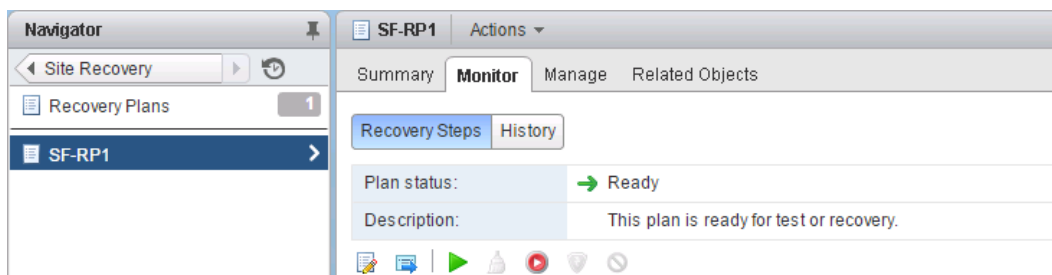 Navigator
Site Recovery
Recovery Plans 1
SF-RP1
SF-RP1 Actions
Summary Monitor Manage Related Objects
Recovery Steps History
Plan status: Ready
Description: This plan is ready for test or recovery.